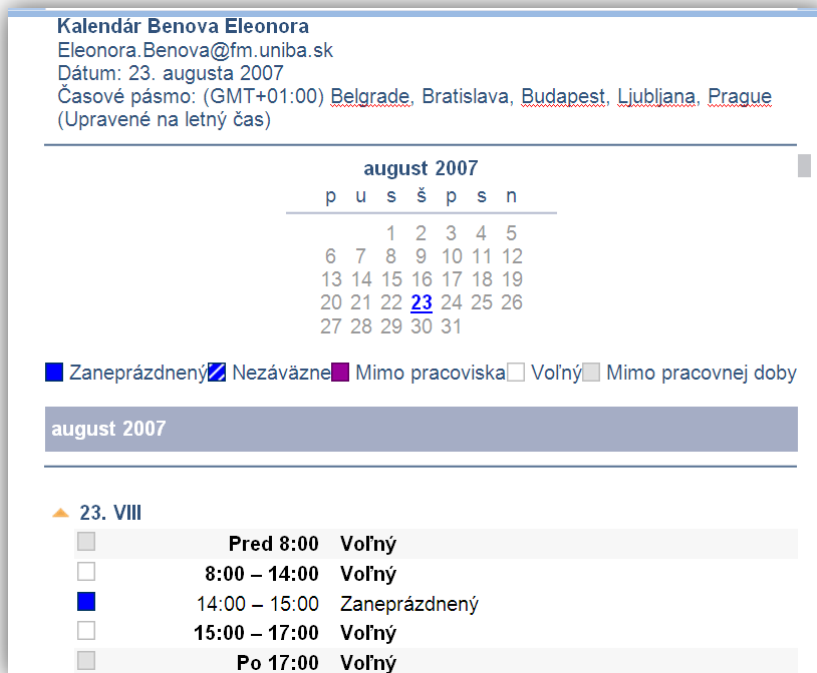 Kalendár Benova Eleonora
Eleonora.Benova@fm.uniba.sk
Dátum: 23. augusta 2007
Časové pásmo: (GMT+01:00) Belgrade, Bratislava, Budapest, Ljubljana, Prague
(Upravené na letný čas)
august 2007
p u s š p s n
1 2 3 4 5
6 7 8 9 10 11 12
13 14 15 16 17 18 19
20 21 22 23 24 25 26
27 28 29 30 31
Zaneprázdnený Nezáväzne Mimo pracoviska Voľný Mimo pracovnej doby
august 2007
23. VIII
Pred 8:00 Voľný
8:00 – 14:00 Voľný
14:00 – 15:00 Zaneprázdnený
15:00 – 17:00 Voľný
Po 17:00 Voľný